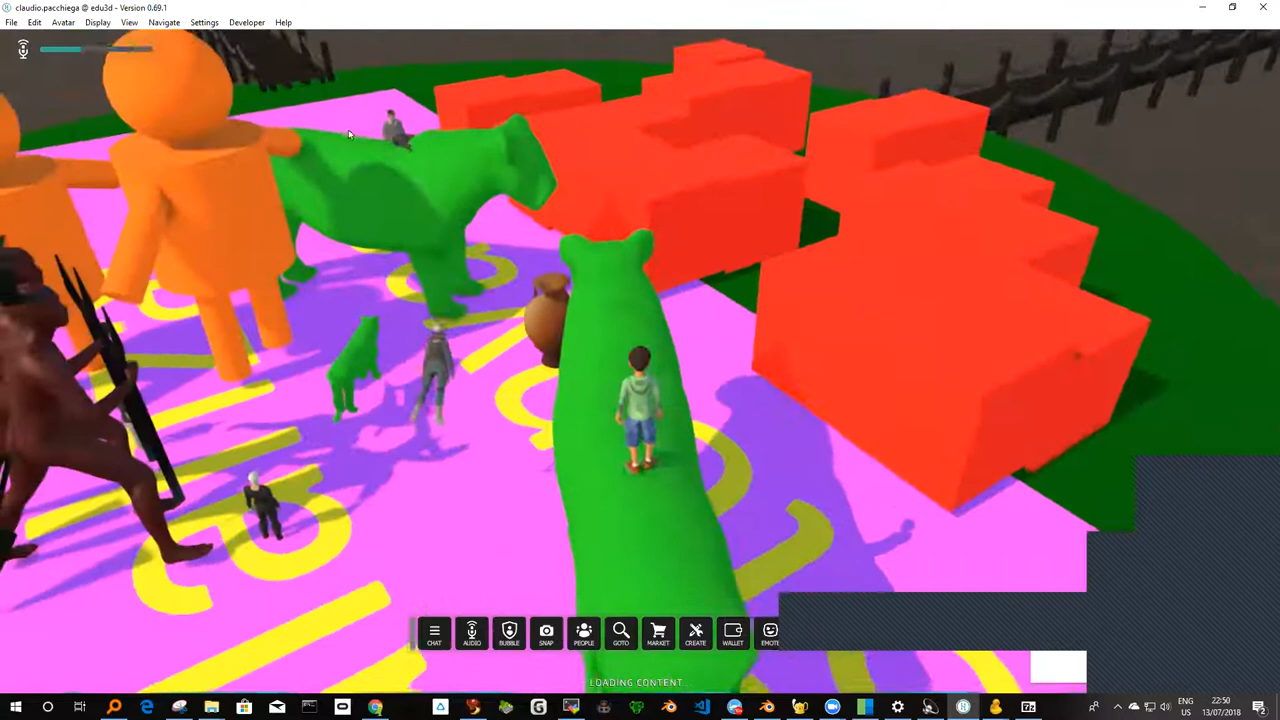 claudio.pacchiega @ edu3d - Version 0.69.1
File Edit Avatar Display View Navigate Settings Developer Help
CHAT AUDIO BUBBLE SNAP PEOPLE GOTO MARKET CREATE WALLET EMOTE
LOADING CONTENT...
ENG 22:50
US 13/07/2018